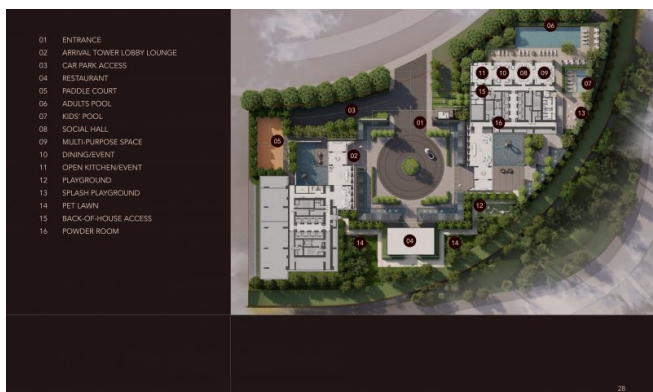 01 ENTRANCE
02 ARRIVAL TOWER LOBBY LOUNGE
03 CAR PARK ACCESS
04 RESTAURANT
05 PADDLE COURT
06 ADULTS POOL
07 KIDS' POOL
08 SOCIAL HALL
09 MULTI-PURPOSE SPACE
10 DINING/EVENT
11 OPEN KITCHEN/EVENT
12 PLAYGROUND
13 SPLASH PLAYGROUND
14 PET LAWN
15 BACK-OF-HOUSE ACCESS
16 POWDER ROOM
06
11 10 08 09
07
15
03
13
01
16
05
02
12
14 04 14
28